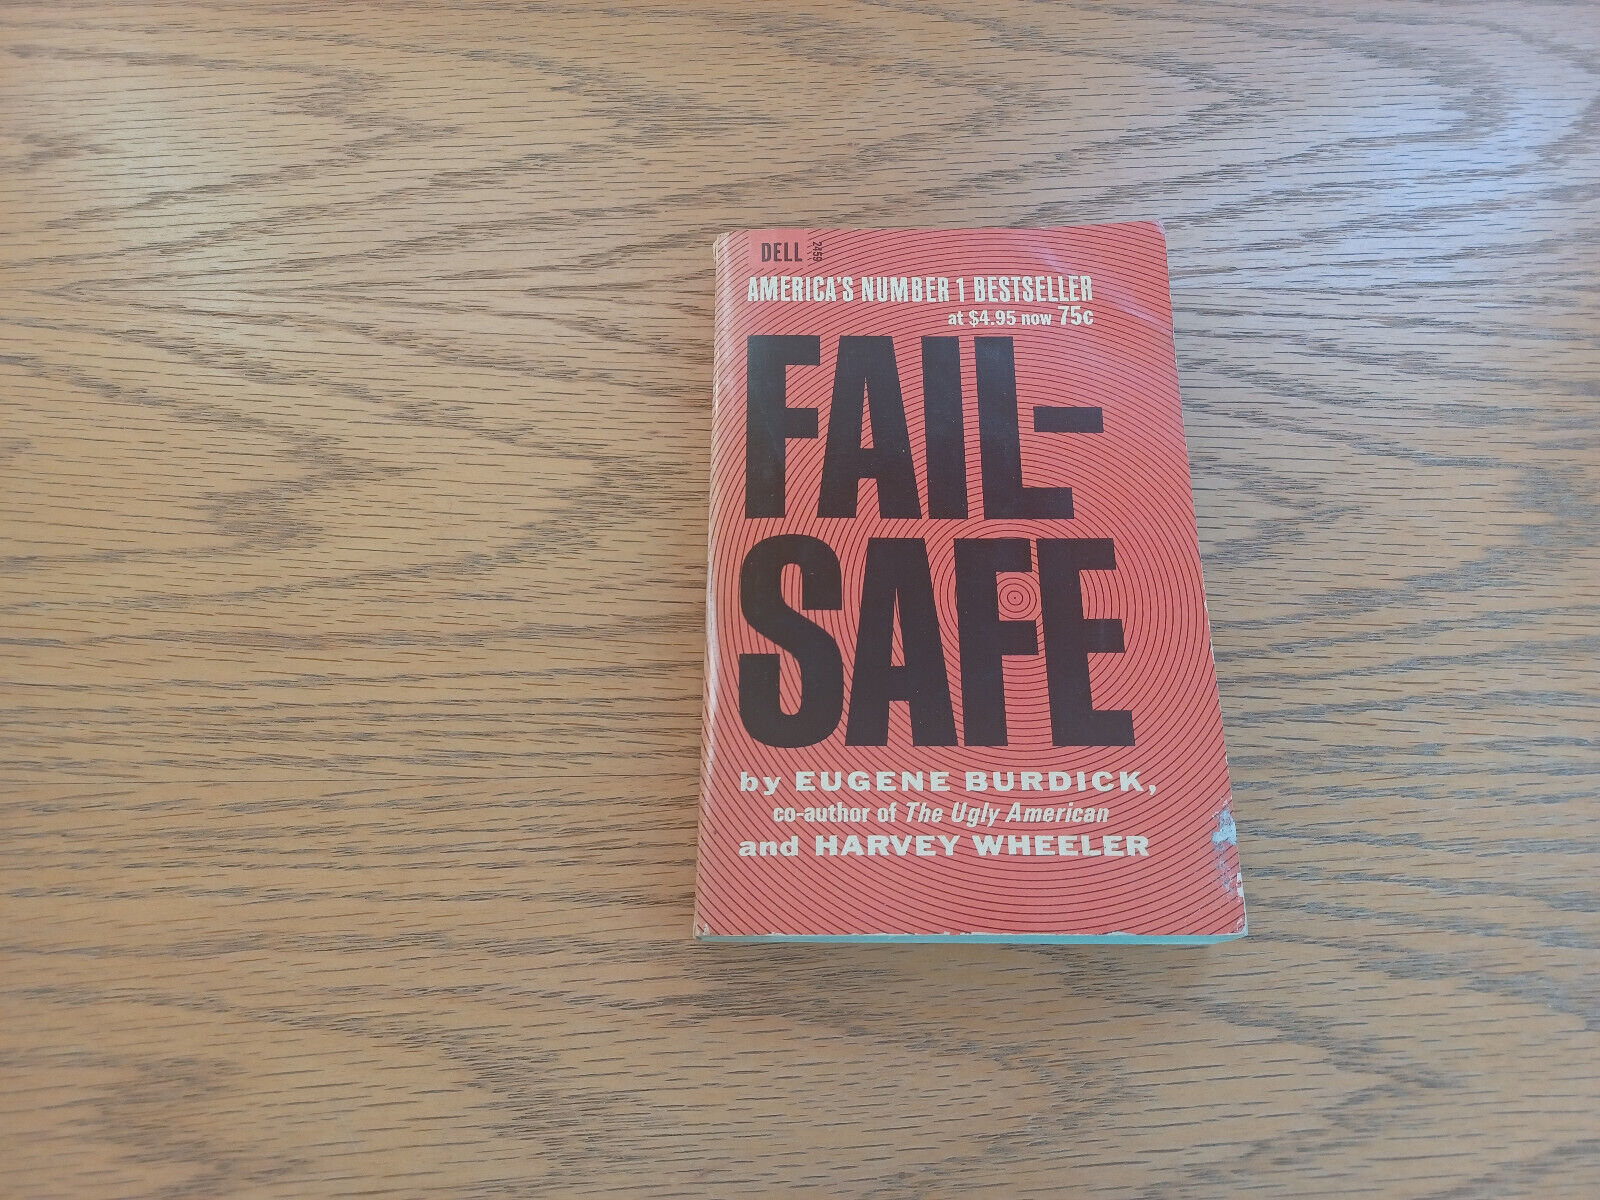 DELL 2459
AMERICA'S NUMBER 1 BESTSELLER
at $4.95 now 75c
FAIL-
SAFE
by EUGENE BURDICK,
co-author of The Ugly American
and HARVEY WHEELER